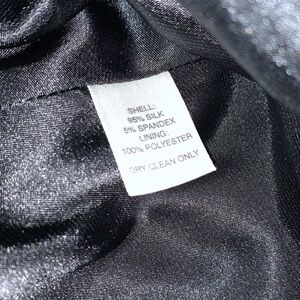 SHELL:
95% SILK
5% SPANDEX
LINING:
100% POLYESTER
DRY CLEAN ONLY